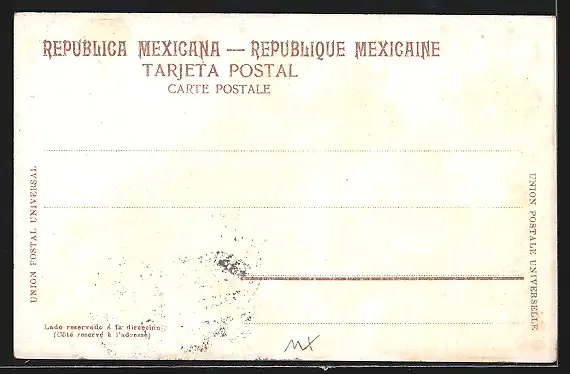 REPUBLICA MEXICANA — REPUBLIQUE MEXICAINE
TARJETA POSTAL
CARTE POSTALE
UNION POSTAL UNIVERSAL
UNION POSTALE UNIVERSELLE
Lado reservado á la dirección
(Côté reservé à l'adresse)
MX